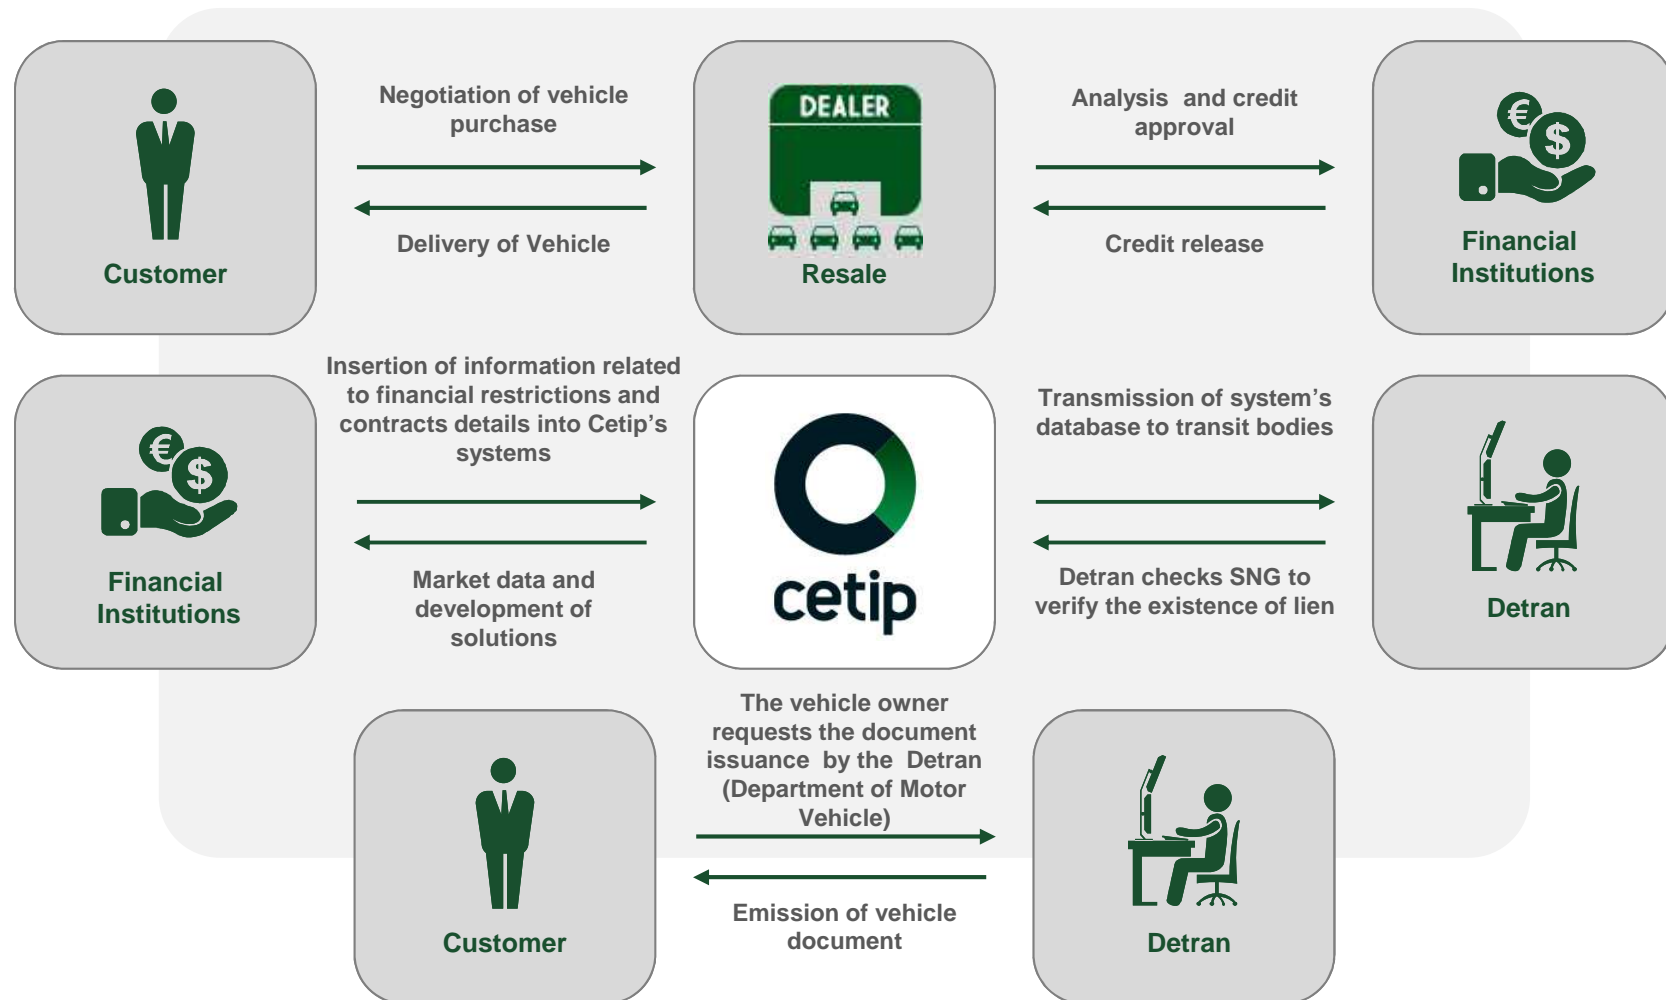 Negotiation of vehicle
purchase
DEALER
Analysis and credit
approval
€
$
Delivery of Vehicle
Credit release
Customer
Resale
Financial
Institutions
Insertion of information related
to financial restrictions and
contracts details into Cetip's
systems
Transmission of system's
database to transit bodies
€
$
Market data and
development of
solutions
cetip
Detran checks SNG to
verify the existence of lien
Financial
Institutions
Detran
The vehicle owner
requests the document
issuance by the Detran
(Department of Motor
Vehicle)
Emission of vehicle
document
Customer
Detran